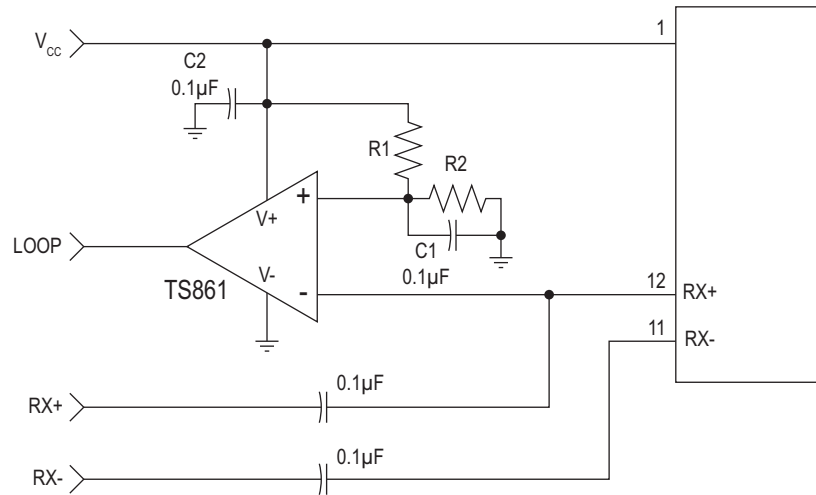 V_CC
1
C2
0.1µF
R1
R2
+
V+
LOOP
C1
V-
TS861
-
0.1µF
12
RX+
11
RX-
0.1µF
RX+
0.1µF
RX-